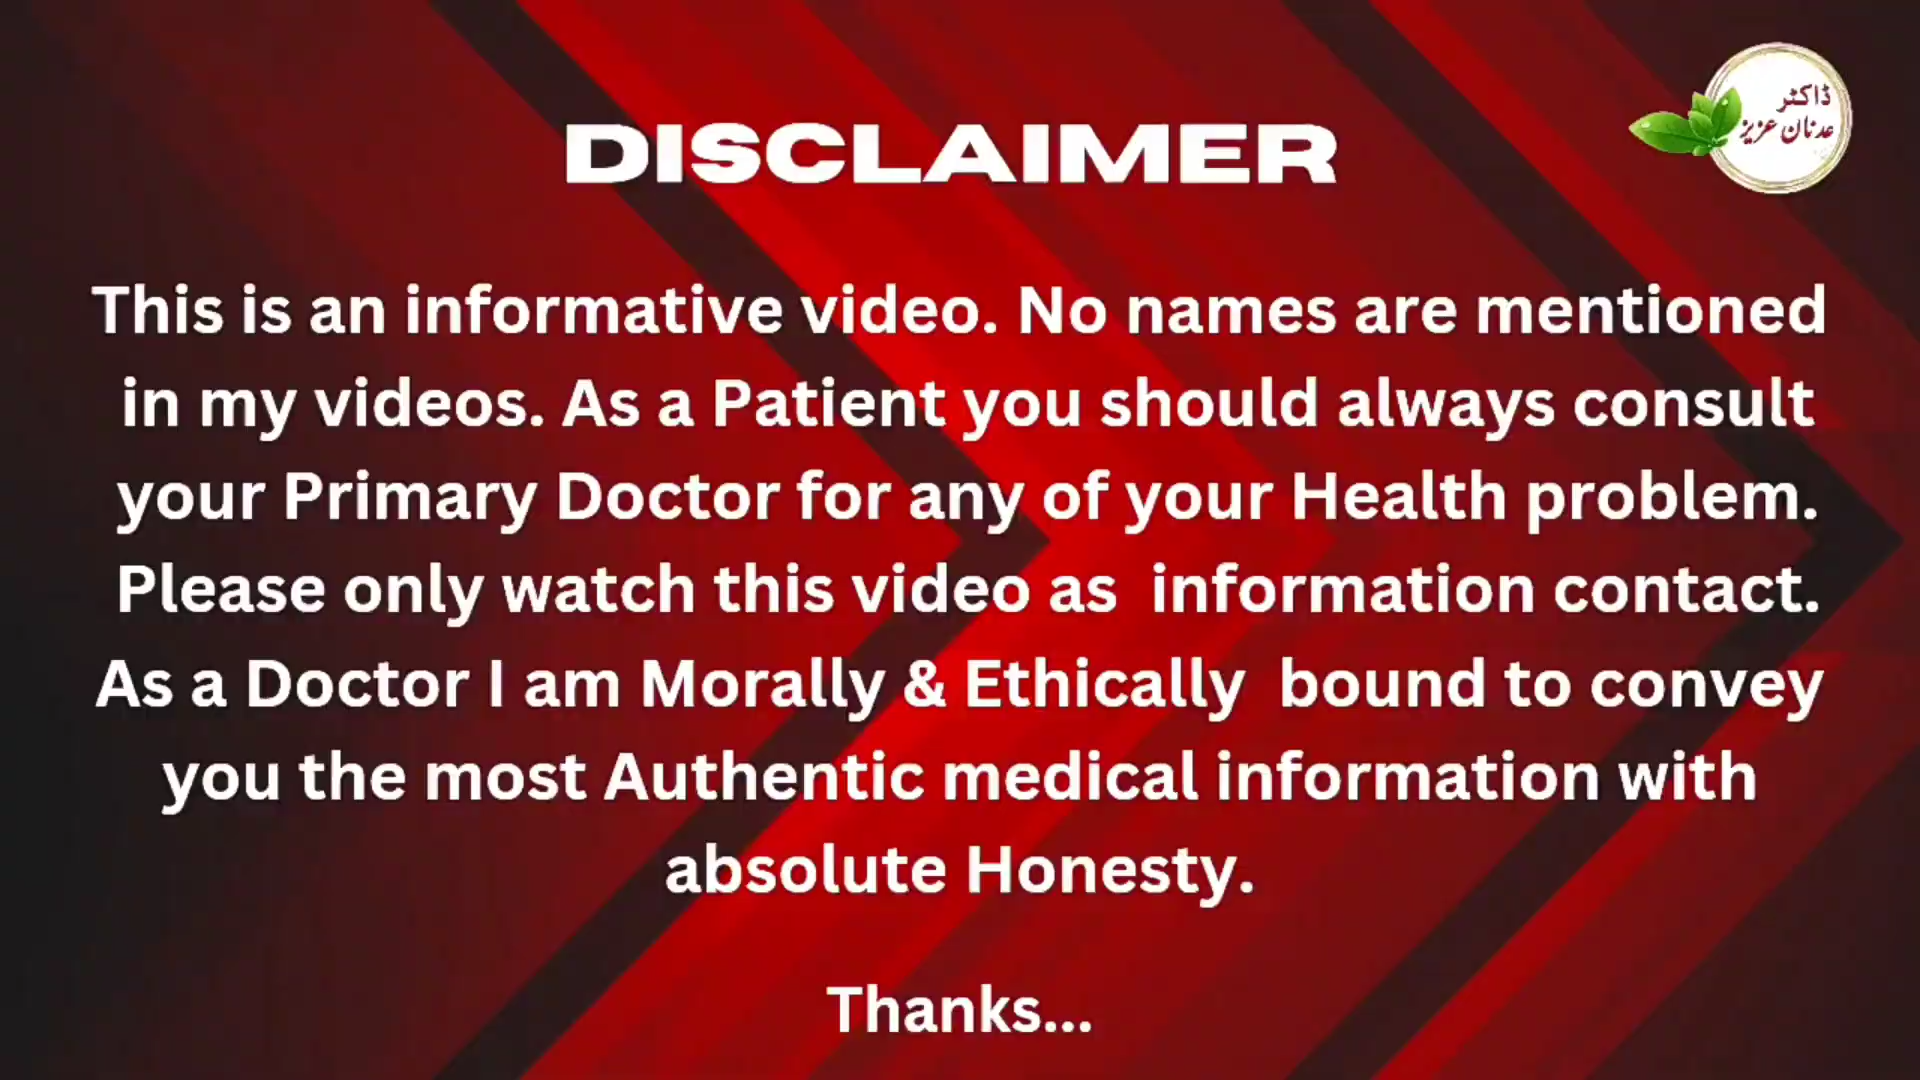 ڈاکٹر
عدنان عزیز
DISCLAIMER
This is an informative video. No names are mentioned
in my videos. As a Patient you should always consult
your Primary Doctor for any of your Health problem.
Please only watch this video as information contact.
As a Doctor I am Morally & Ethically bound to convey
you the most Authentic medical information with
absolute Honesty.
Thanks...